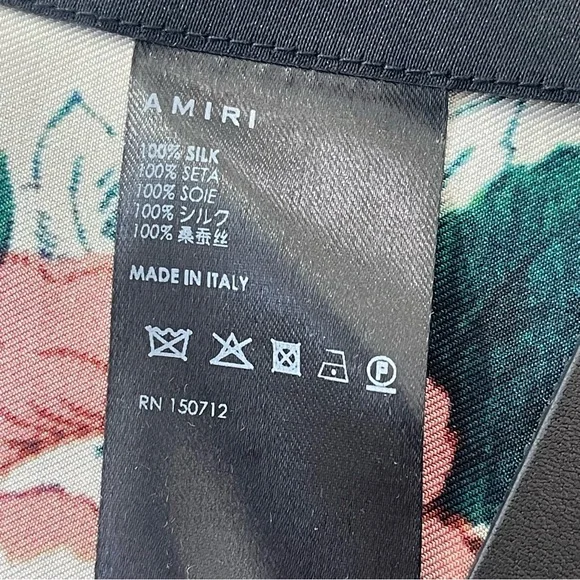 AMIRI
100% SILK
100% SETA
100% SOIE
100% シルク
100% 桑蚕丝
MADE IN ITALY
P
RN 150712